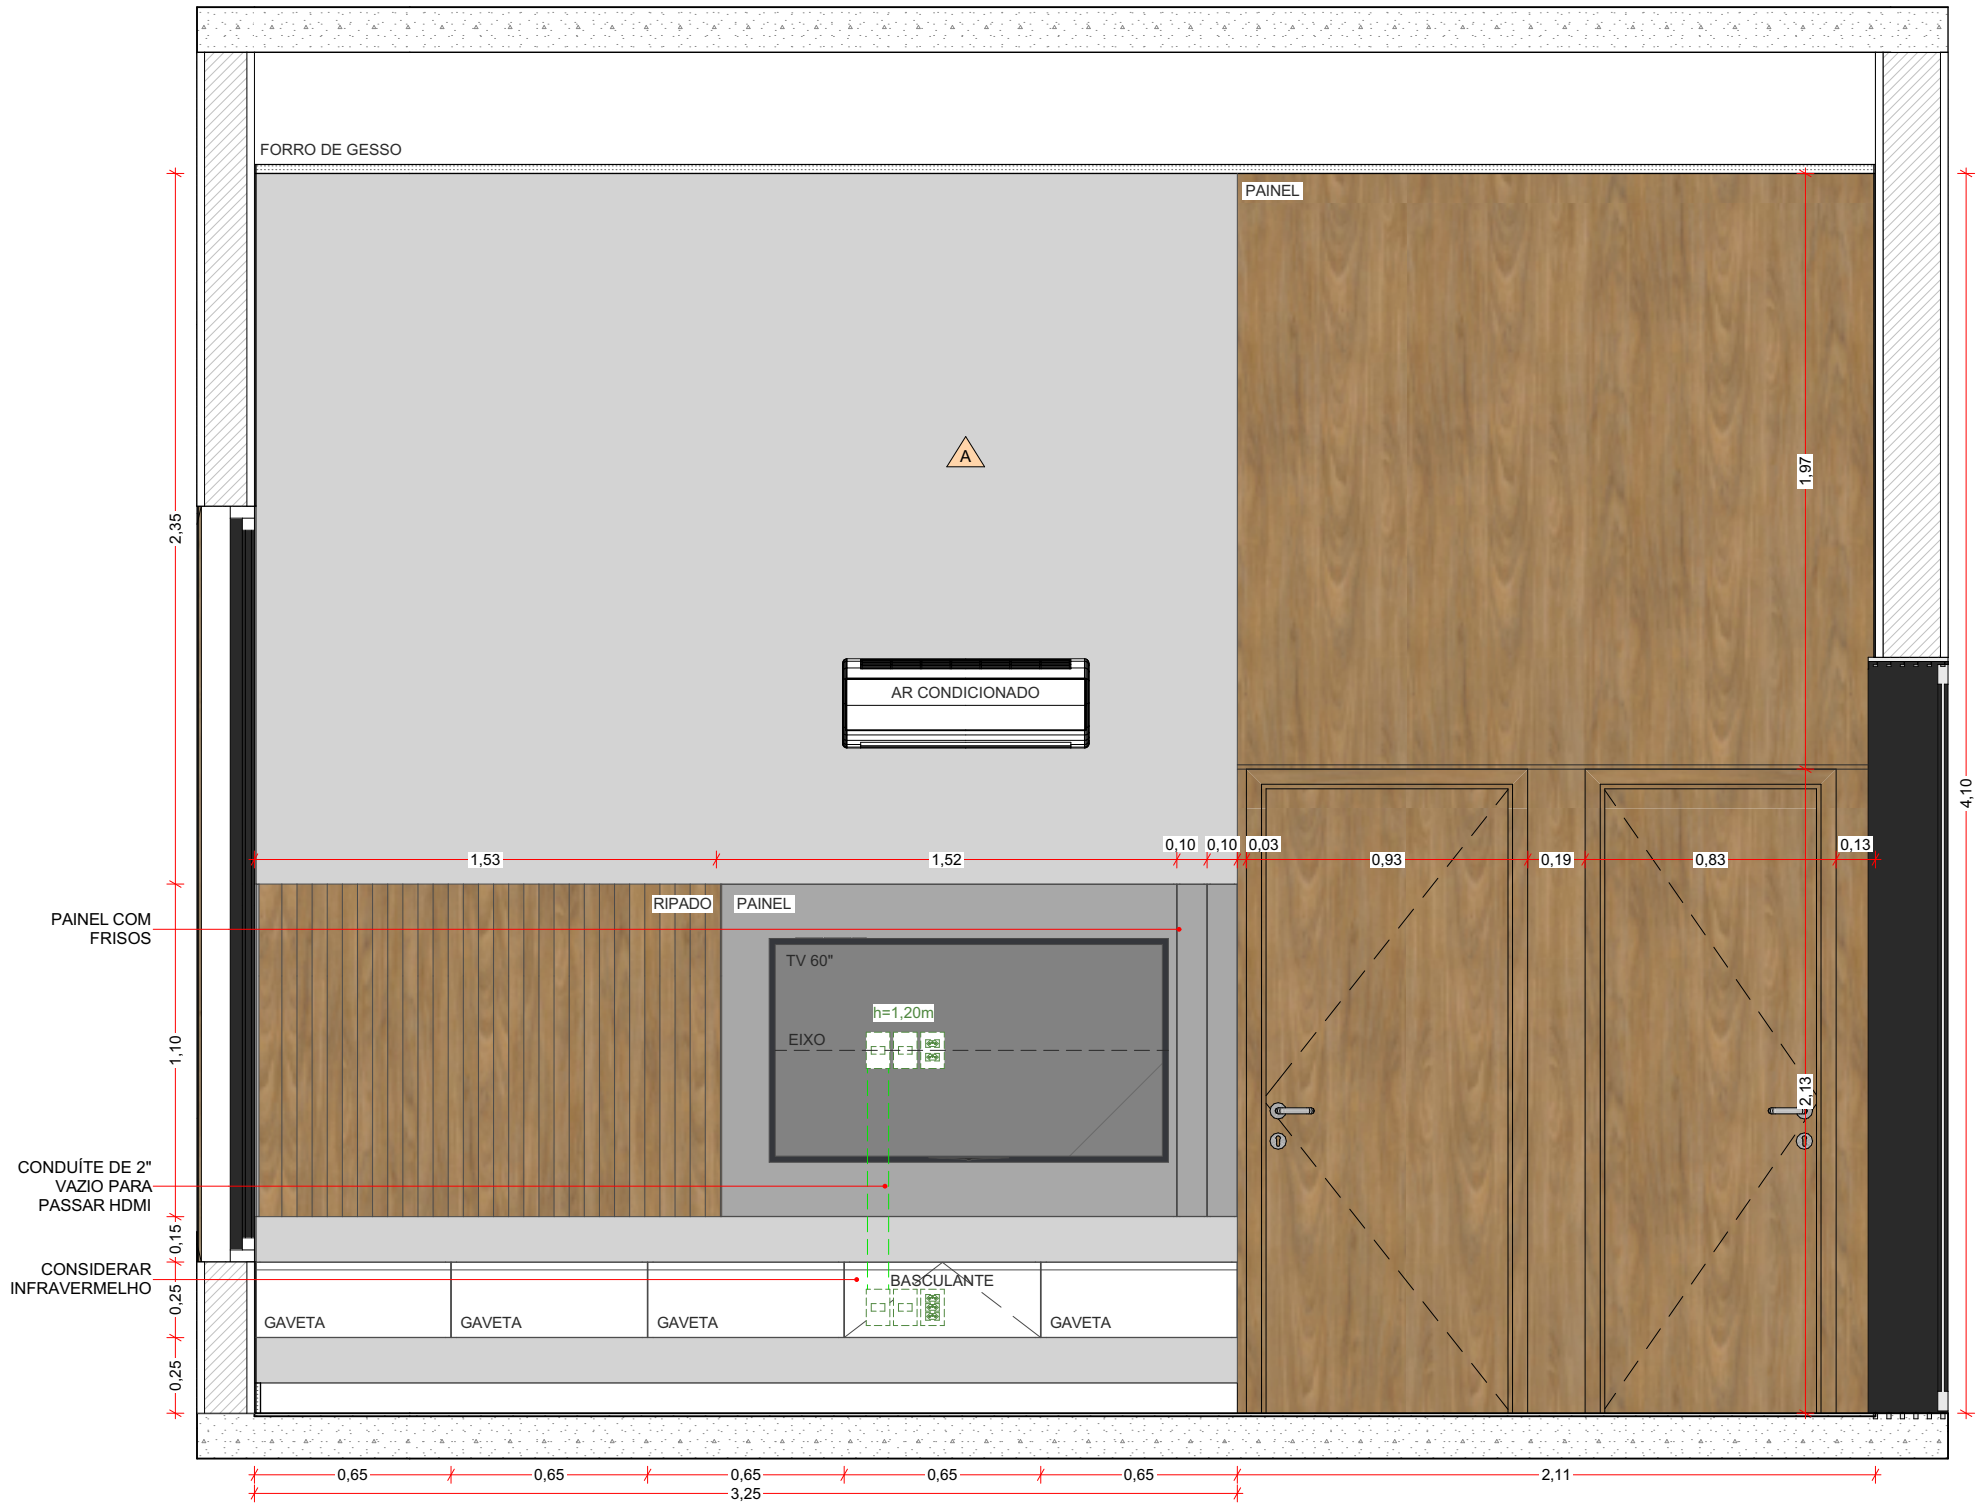 FORRO DE GESSO
PAINEL
A
1,97
2,35
4,10
AR CONDICIONADO
1,53
1,52
0,10
0,10
0,03
0,93
0,19
0,83
0,13
RIPADO
PAINEL
PAINEL COM
FRISOS
TV 60"
h=1,20m
EIXO
1,10
2,13
CONDUÍTE DE 2"
VAZIO PARA
PASSAR HDMI
0,15
CONSIDERAR
INFRAVERMELHO
BASCULANTE
0,25
GAVETA
GAVETA
GAVETA
GAVETA
0,25
0,65
0,65
0,65
0,65
0,65
2,11
3,25